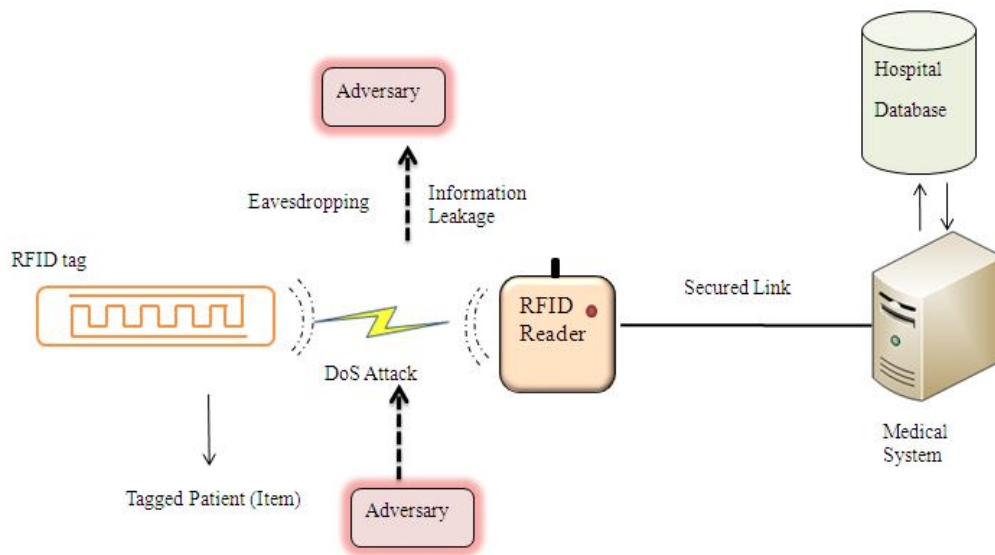 Hospital
Database
Adversary
Eavesdropping
Information
Leakage
RFID tag
RFID
Reader
Secured Link
DoS Attack
Medical
System
Tagged Patient (Item)
Adversary